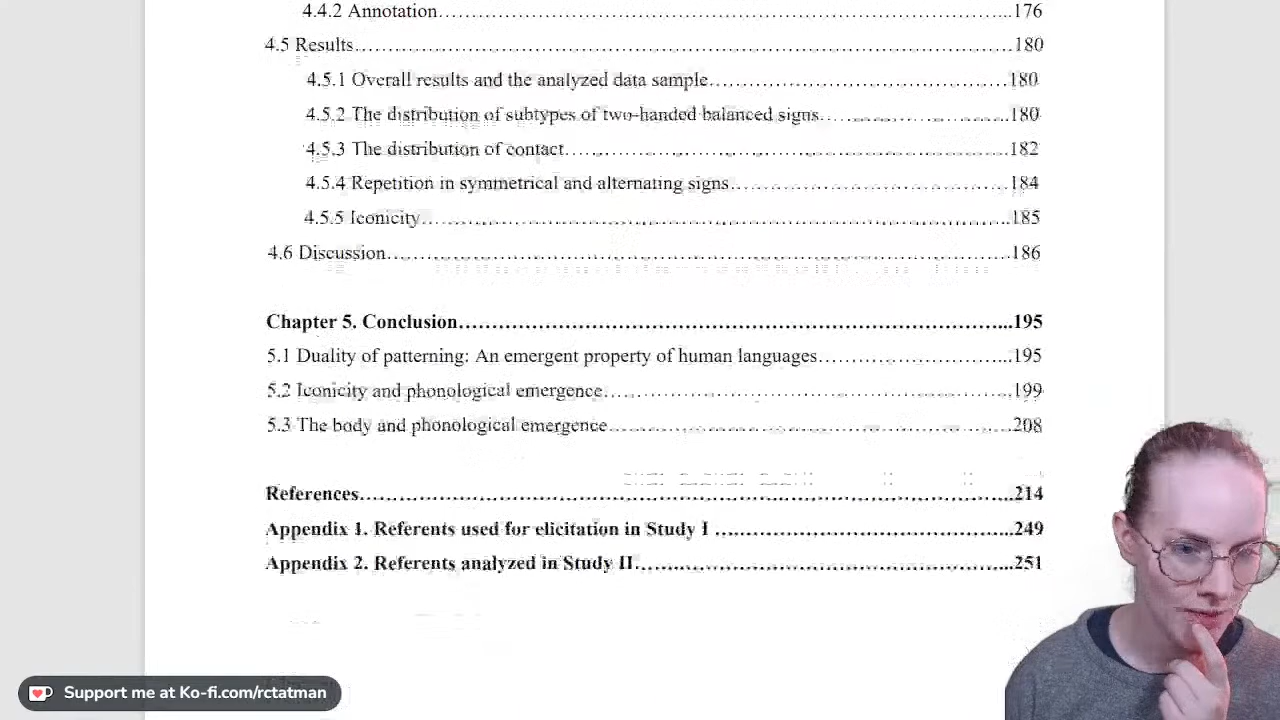 4.4.2 Annotation........................................176
4.5 Results........................................180
4.5.1 Overall results and the analyzed data sample........................................180
4.5.2 The distribution of subtypes of two-handed balanced signs........................................180
4.5.3 The distribution of contact........................................182
4.5.4 Repetition in symmetrical and alternating signs........................................184
4.5.5 Iconicity........................................185
4.6 Discussion........................................186
Chapter 5. Conclusion........................................195
5.1 Duality of patterning: An emergent property of human languages........................................195
5.2 Iconicity and phonological emergence........................................199
5.3 The body and phonological emergence........................................208
References........................................214
Appendix 1. Referents used for elicitation in Study I ........................................249
Appendix 2. Referents analyzed in Study II........................................251
Support me at Ko-fi.com/rctatman